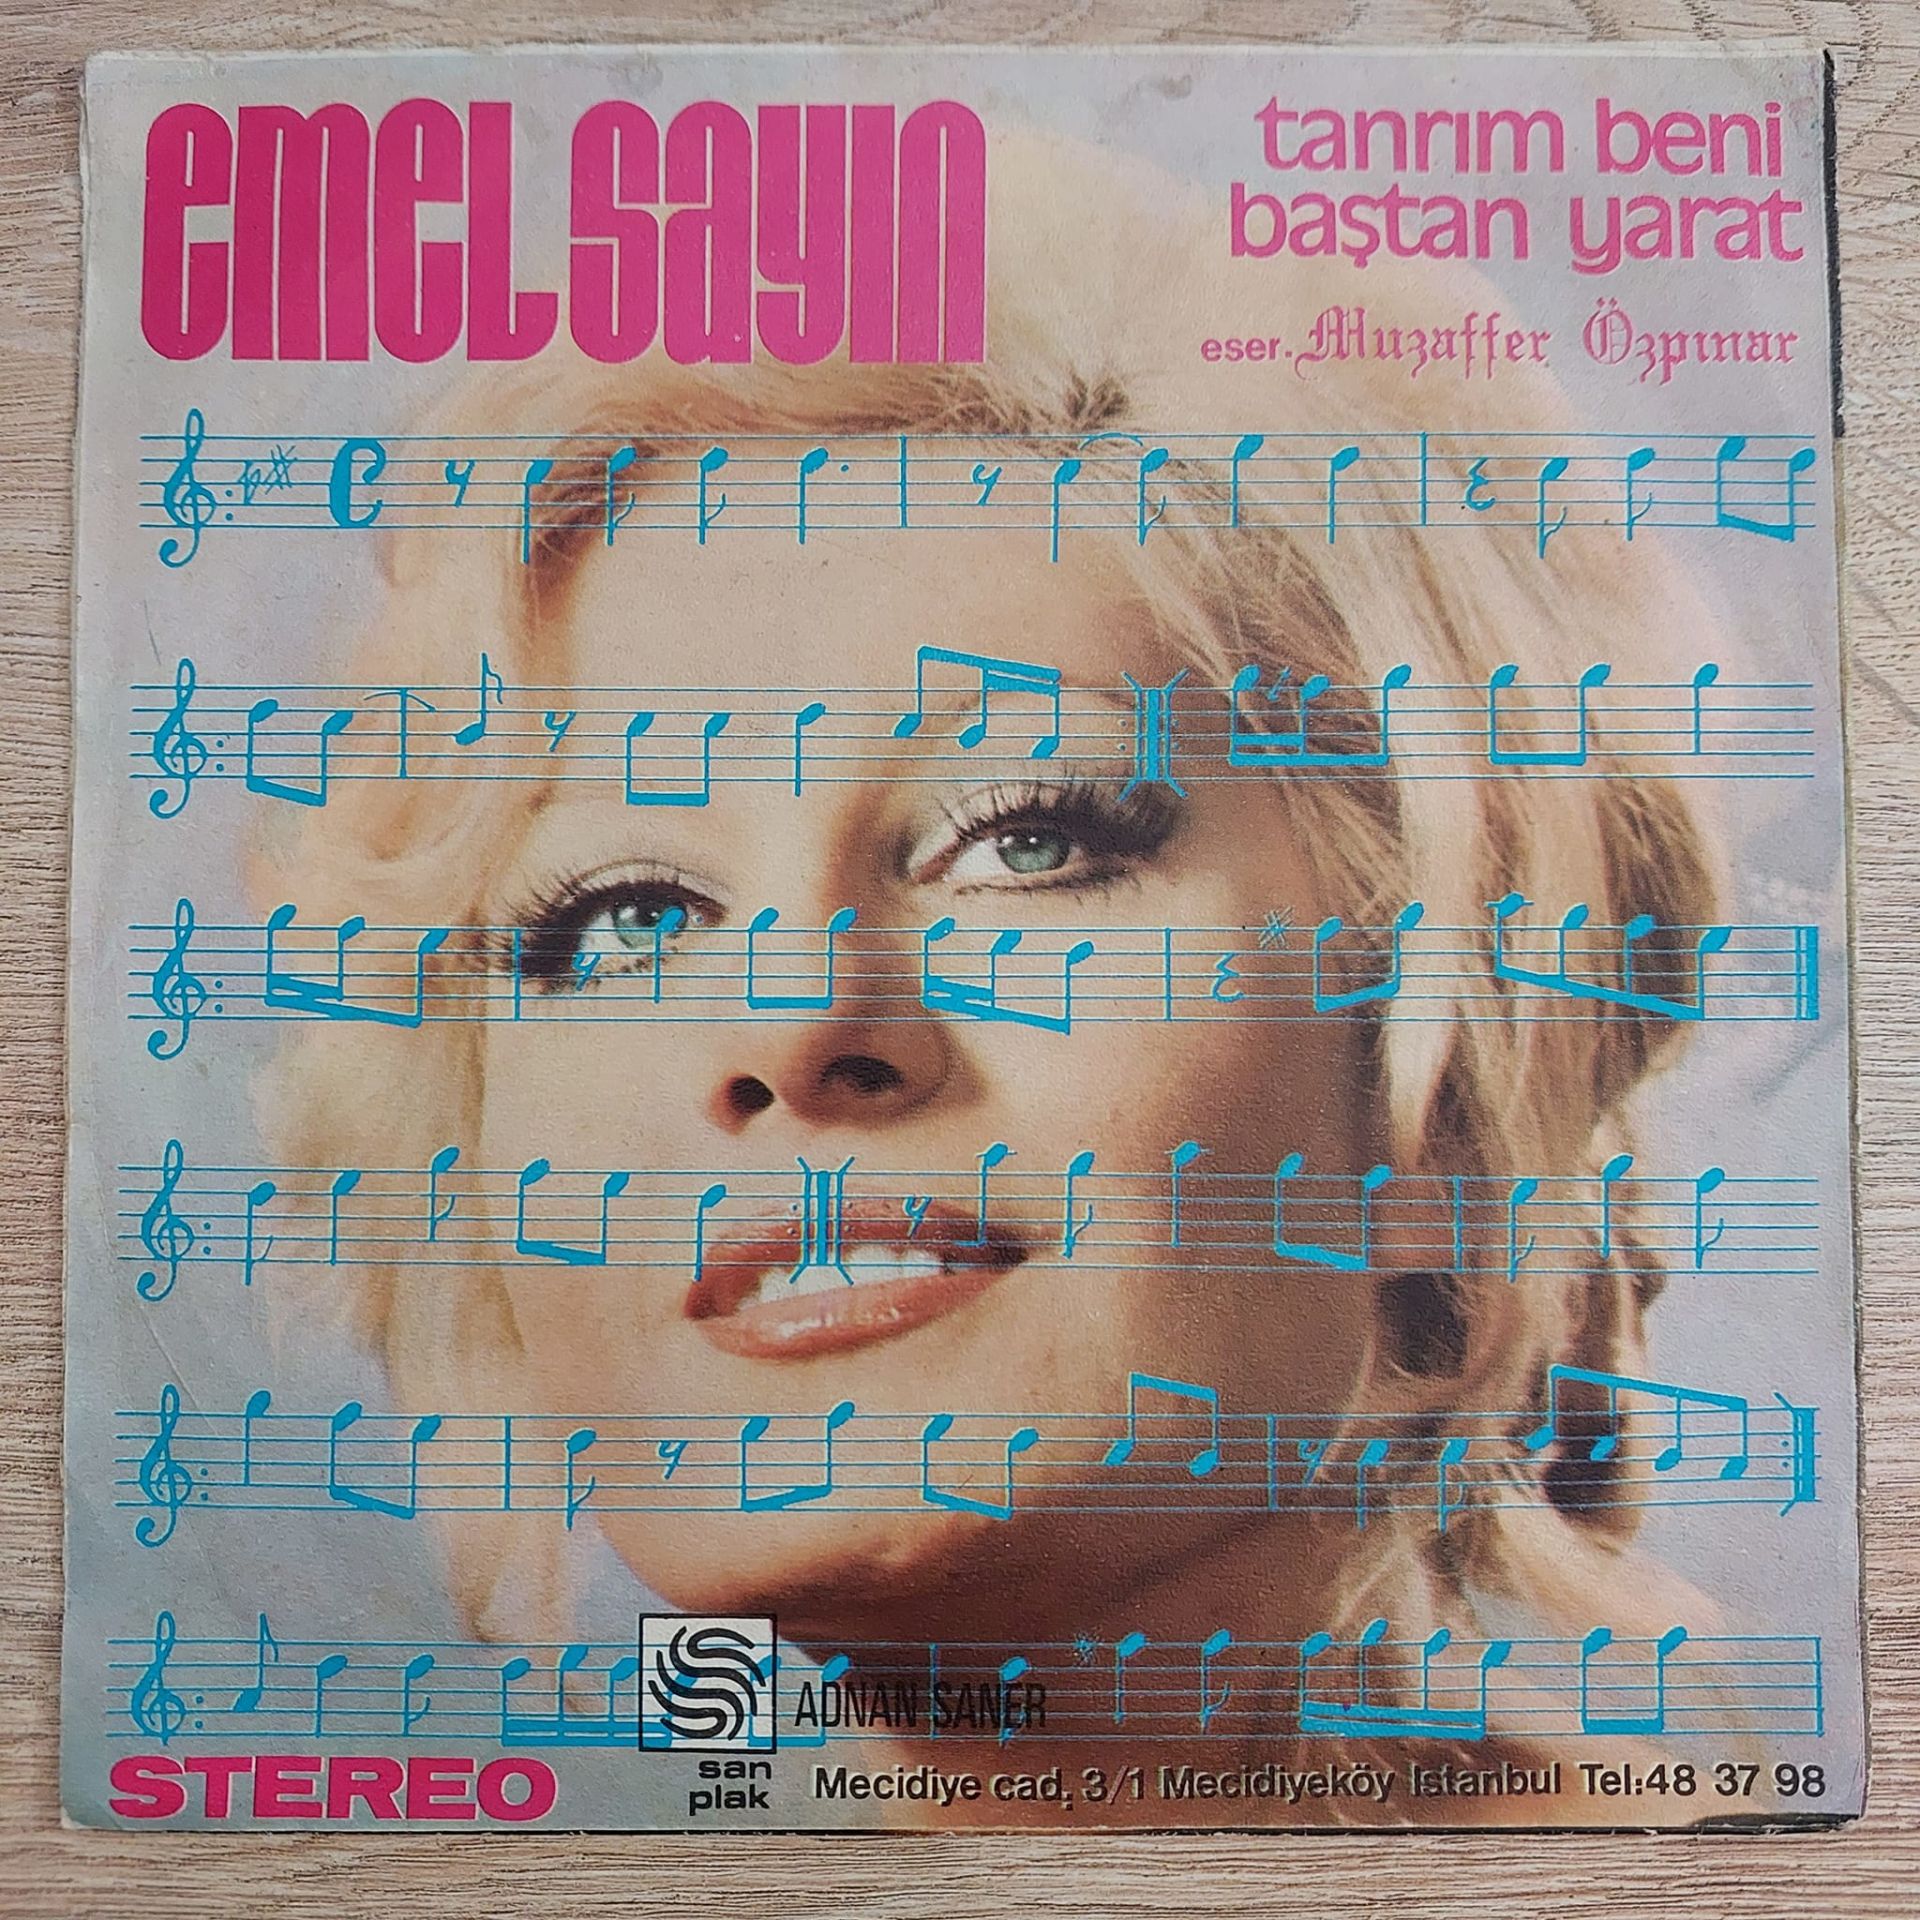 emel sayın
tanrım beni
baştan yarat
eser. Muzaffer Özpınar
ADNAN SANER
STEREO
san
plak
Mecidiye cad. 3/1 Mecidiyeköy Istanbul Tel:48 37 98